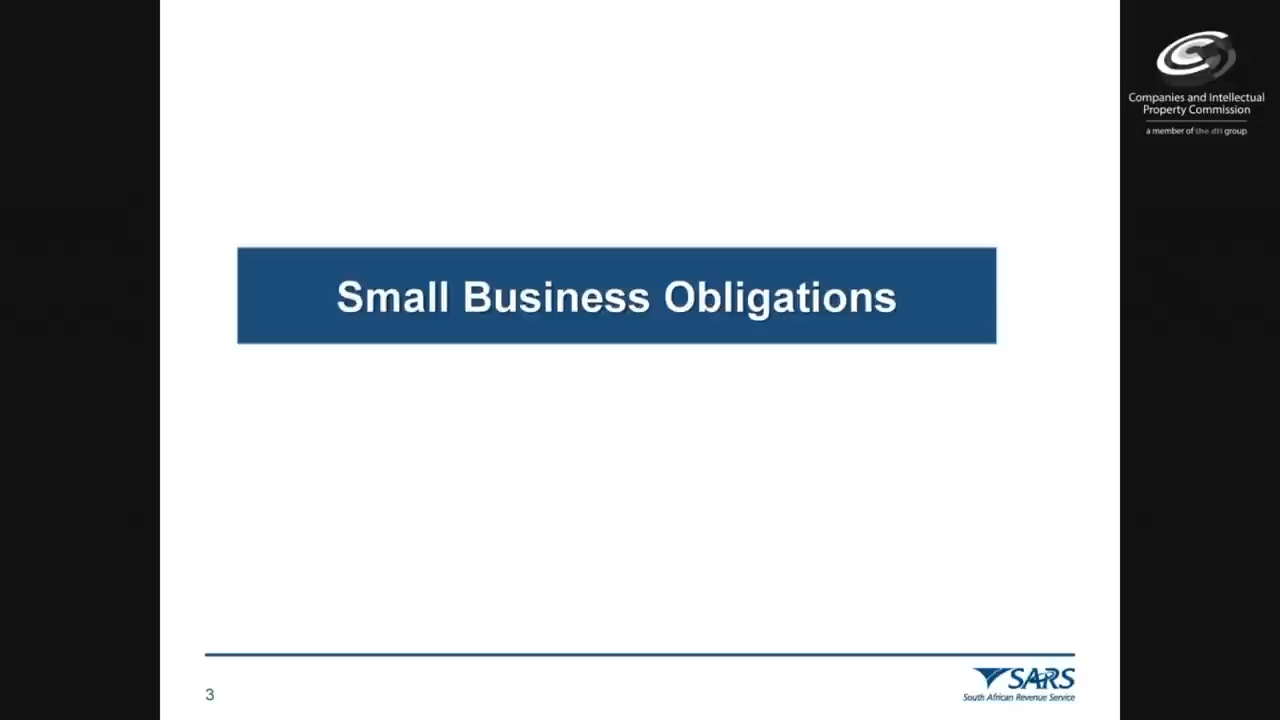 Companies and Intellectual
Property Commission
a member of the dti group
Small Business Obligations
3
SARS
South African Revenue Service